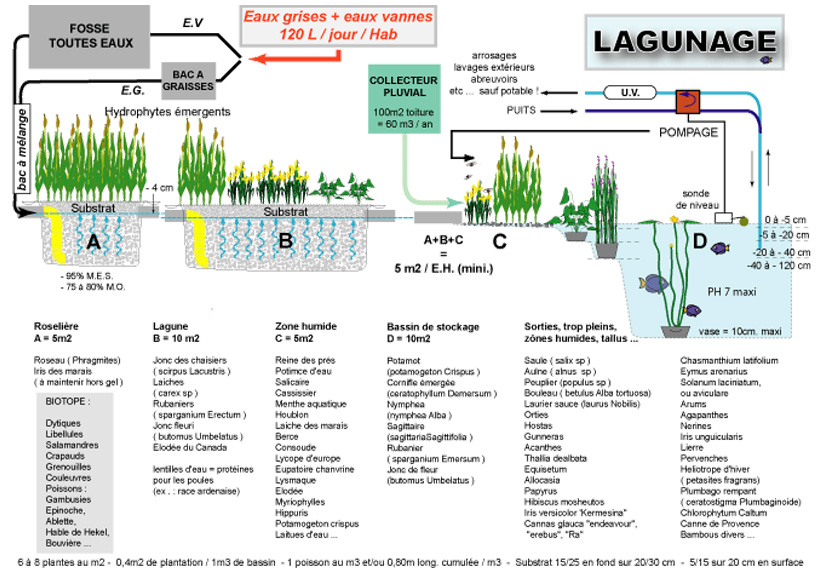 FOSSE
TOUTES EAUX
E.V
Eaux grises + eaux vannes
120 L / jour / Hab
LAGUNAGE
E.G.
BAC A
GRAISSES
bac à mélange
Hydrophytes émergents
COLLECTEUR
PLUVIAL
100m2 toiture
= 60 m3 / an
arrosages
lavages extérieurs
abreuvoirs
etc ... sauf potable !
U.V.
PUITS
POMPAGE
sonde
de niveau
- 4 cm
Substrat
Substrat
A
B
C
D
A+B+C
=
5 m2 / E.H. (mini.)
0 à -5 cm
-5 à -20 cm
-20 à - 40 cm
-40 à - 120 cm
PH 7 maxi
vase = 10cm. maxi
- 95% M.E.S.
- 75 à 80% M.O.
Roselière
A = 5m2
Roseau ( Phragmites)
Iris des marais
( à maintenir hors gel )
BIOTOPE :
Dytiques
Libellules
Salamandres
Crapauds
Grenouilles
Couleuvres
Poissons :
Gambusies
Epinoche,
Ablette,
Hable de Hekel,
Bouvière ...
Lagune
B = 10 m2
Jonc des chaisiers
( scirpus Lacustris )
Laiches
( carex sp )
Rubaniers
( sparganium Erectum )
Jonc fleuri
( butomus Umbelatus )
Elodée du Canada
lentilles d'eau = protéines
pour les poules
(ex . : race ardenaise)
Zone humide
C = 5m2
Reine des prés
Potimce d'eau
Salicaire
Cassissier
Menthe aquatique
Houblon
Laiche des marais
Berce
Consoude
Lycope d'europe
Eupatoire chanvrine
Lysmaque
Elodée
Myriophylles
Hippuris
Potamogeton crispus
Laitues d'eau ...
Bassin de stockage
D = 10m2
Potamot
(potamogeton Crispus )
Cornifle émergée
(ceratophyllum Demersum )
Nymphea
(nymphea Alba )
Sagittaire
(sagittariaSagittifolia )
Rubanier
( sparganium Emersum )
Jonc de fleur
(butomus Umbelatus )
Sorties, trop pleins,
zônes humides, tallus ...
Saule ( salix sp )
Aulne ( alnus sp )
Peuplier (populus sp )
Bouleau ( betulus Alba tortuosa)
Laurier sauce (laurus Nobilis)
Orties
Hostas
Gunneras
Acanthes
Thallia dealbata
Equisetum
Allocasia
Papyrus
Hibiscus mosheutos
Iris versicolor 'Kermesina"
Cannas glauca "endeavour",
"erebus", "Ra"
Chasmanthium latifolium
Eymus arenarius
Solanum laciniatum,
ou aviculare
Arums
Agapanthes
Nerines
Iris unguicularis
Lierre
Pervenches
Heliotrope d'hiver
( petasites fragrans)
Plumbago rempant
( ceratostigma Plumbaginoide)
Chlorophytum Caltum
Canne de Provence
Bambous divers ...
6 à 8 plantes au m2 - 0,4m2 de plantation / 1m3 de bassin - 1 poisson au m3 et/ou 0,80m long. cumulée / m3 - Substrat 15/25 en fond sur 20/30 cm - 5/15 sur 20 cm en surface